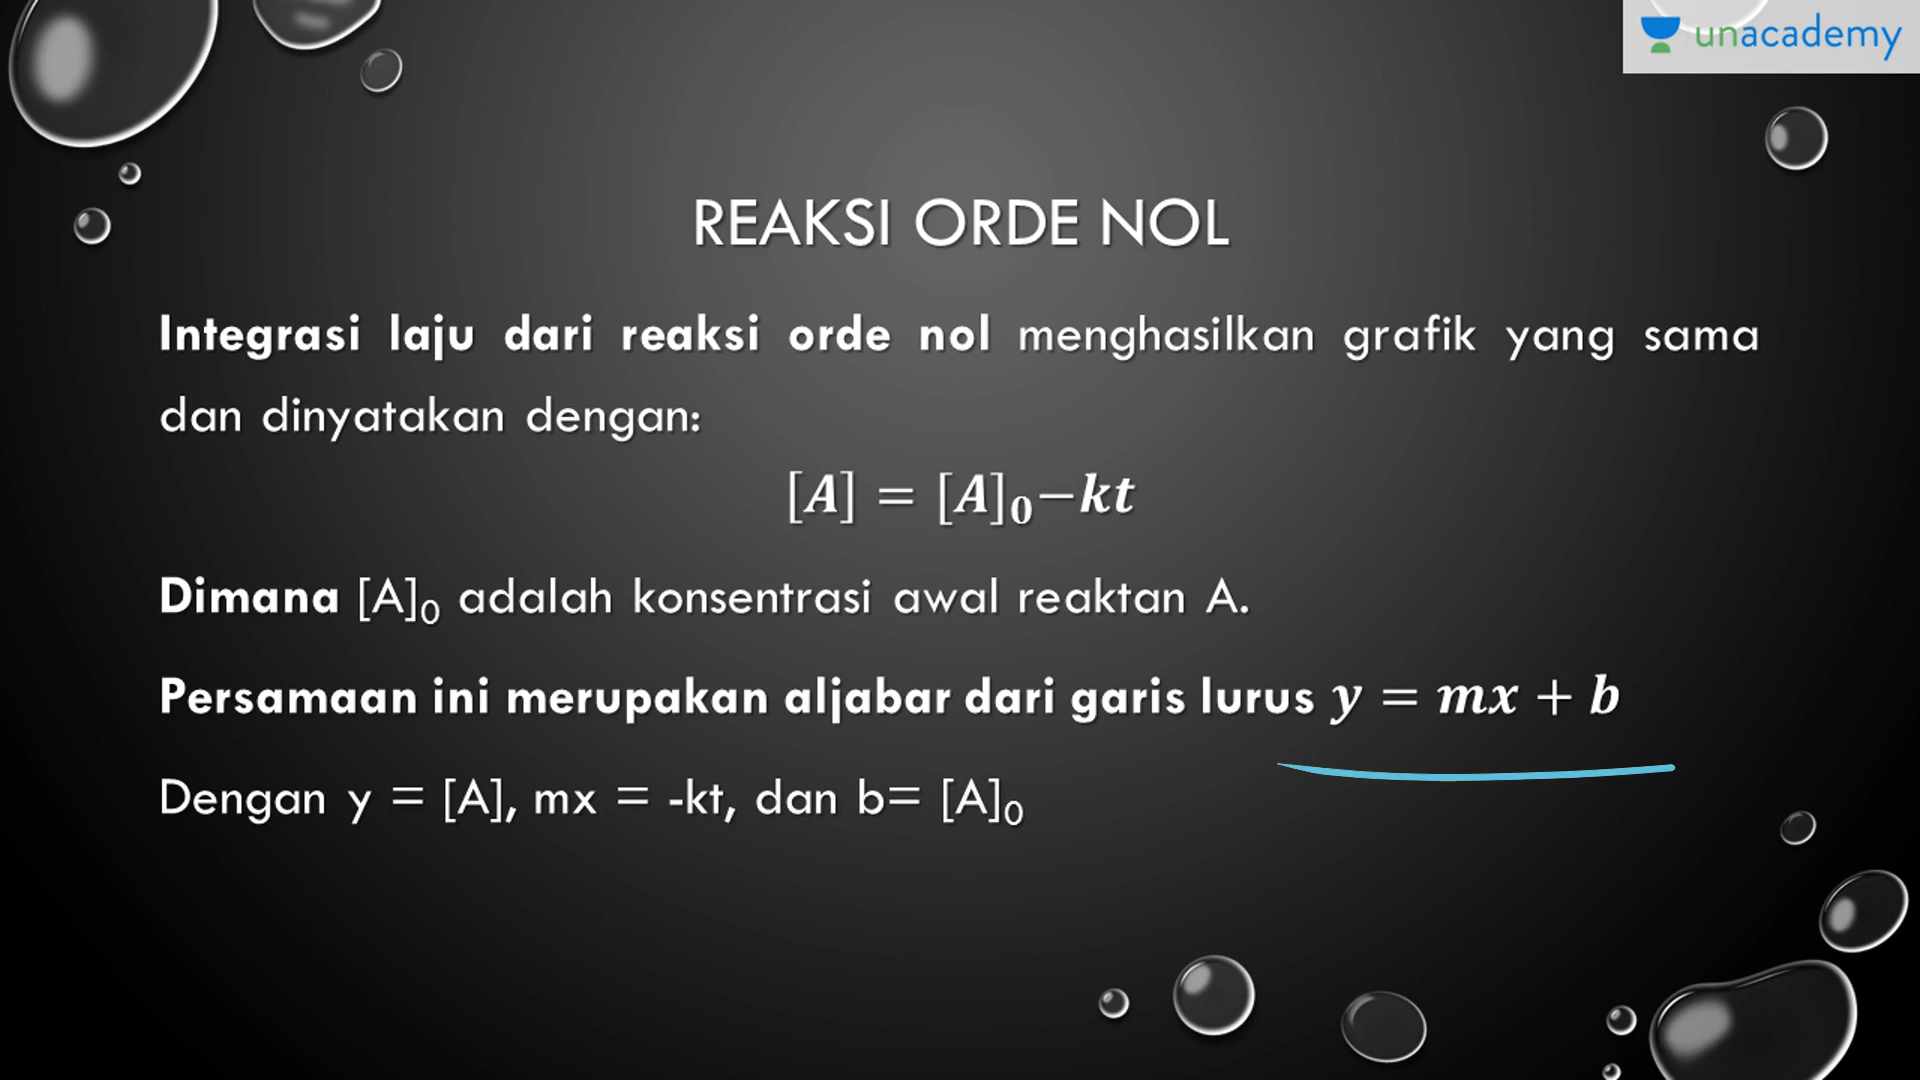 unacademy
REAKSI ORDE NOL
Integrasi laju dari reaksi orde nol menghasilkan grafik yang sama
dan dinyatakan dengan:
[A] = [A]₀−kt
Dimana [A]₀ adalah konsentrasi awal reaktan A.
Persamaan ini merupakan aljabar dari garis lurus y = mx + b
Dengan y = [A], mx = -kt, dan b= [A]₀